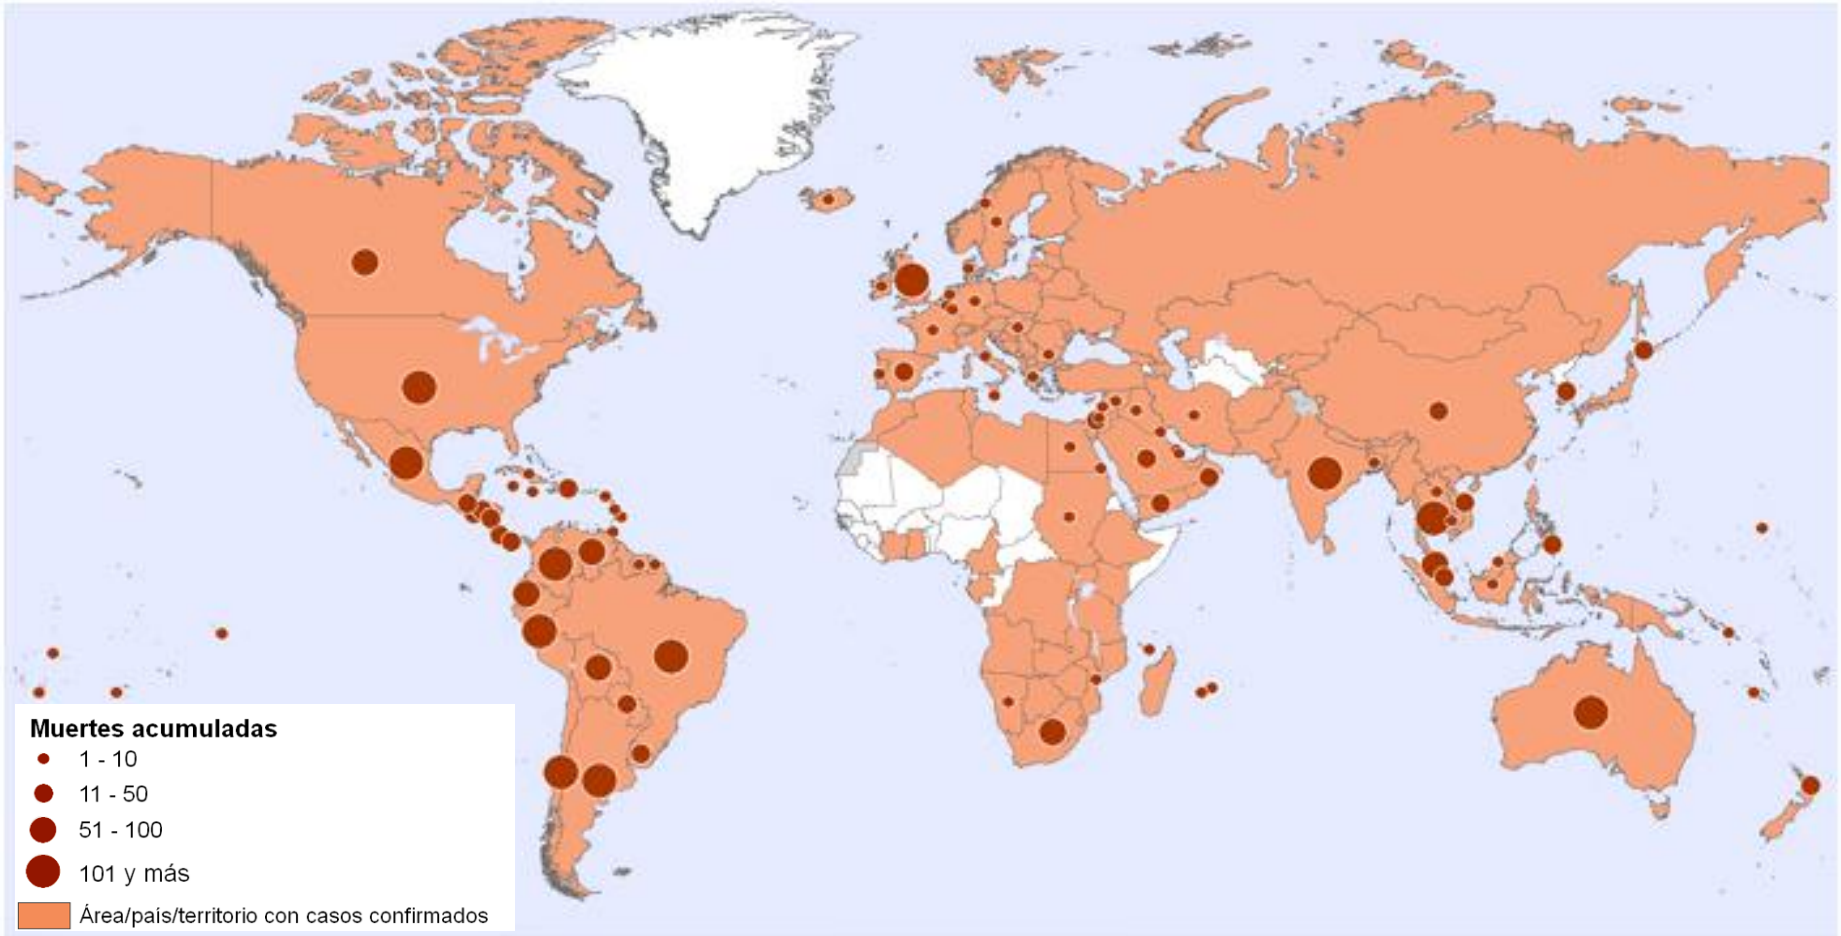 Muertes acumuladas
1 - 10
11 - 50
51 - 100
101 y más
Área/país/territorio con casos confirmados